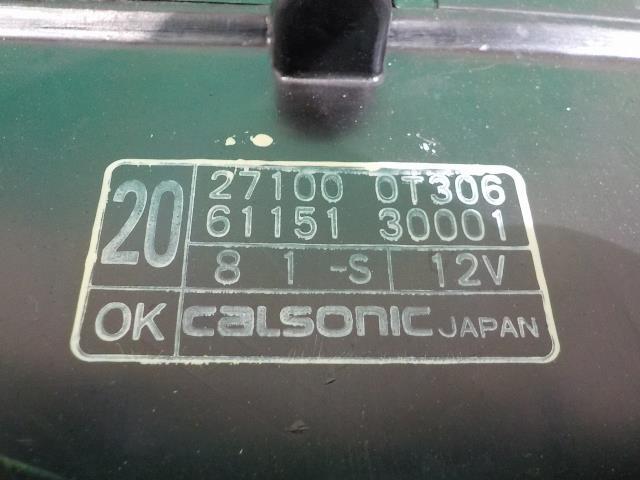 20
27100 0T306
61151 30001
8 1 -S 12V
OK CALSONIC JAPAN